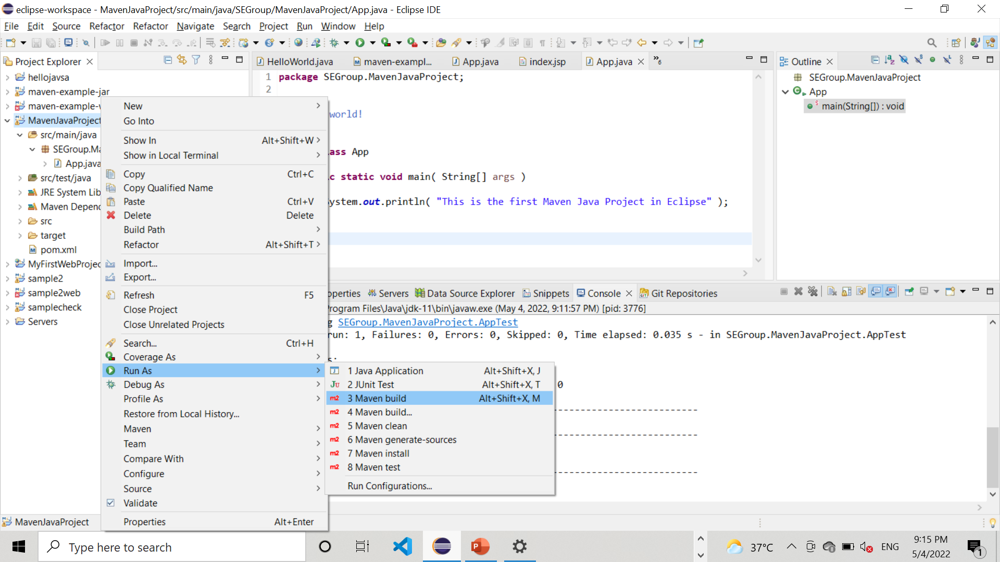 eclipse-workspace - MavenJavaProject/src/main/java/SEGroup/MavenJavaProject/App.java - Eclipse IDE
File Edit Source Refactor Refactor Navigate Search Project Run Window Help
Project Explorer
hellojavsa
maven-example-jar
maven-example-w
MavenJavaProject
src/main/java
SEGroup.Ma
App.java
src/test/java
JRE System Lib
Maven Depend
src
target
pom.xml
MyFirstWebProjec
sample2
sample2web
samplecheck
Servers
New
Go Into
Show In Alt+Shift+W
Show in Local Terminal
Copy Ctrl+C
Copy Qualified Name
Paste Ctrl+V
Delete Delete
Build Path
Refactor Alt+Shift+T
Import...
Export...
Refresh F5
Close Project
Close Unrelated Projects
Search... Ctrl+H
Coverage As
Run As
Debug As
Profile As
Restore from Local History...
Maven
Team
Compare With
Configure
Source
Validate
Properties Alt+Enter
1 Java Application Alt+Shift+X, J
Ju 2 JUnit Test Alt+Shift+X, T
m2 3 Maven build Alt+Shift+X, M
m2 4 Maven build...
m2 5 Maven clean
m2 6 Maven generate-sources
m2 7 Maven install
m2 8 Maven test
Run Configurations...
HelloWorld.java maven-exampl... App.java index.jsp App.java »6
1 package SEGroup.MavenJavaProject;
2
world!
ass App
c static void main( String[] args )
ystem.out.println( "This is the first Maven Java Project in Eclipse" );
Outline
SEGroup.MavenJavaProject
App
main(String[]) : void
operties Servers Data Source Explorer Snippets Console Git Repositories
rogram Files\Java\jdk-11\bin\javaw.exe (May 4, 2022, 9:11:57 PM) [pid: 3776]
g SEGroup.MavenJavaProject.AppTest
run: 1, Failures: 0, Errors: 0, Skipped: 0, Time elapsed: 0.035 s - in SEGroup.MavenJavaProject.AppTest
s:
0
-------------------------
-------------------------
-------------------------
MavenJavaProject
Type here to search
37°C
ENG
9:15 PM
5/4/2022
1